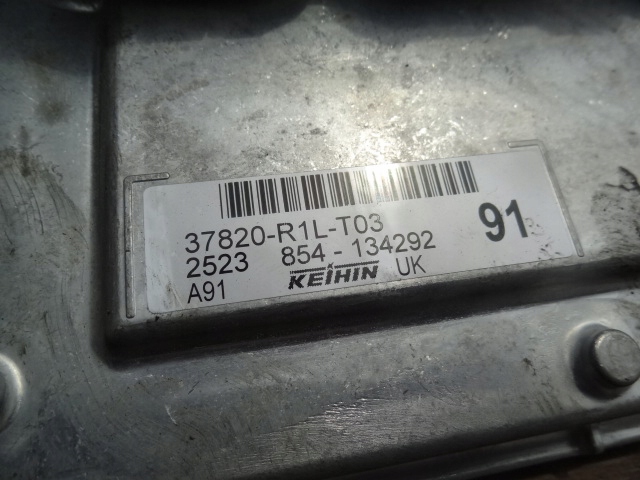 37820-R1L-T03
2523 854-134292
A91 KEIHIN UK
91